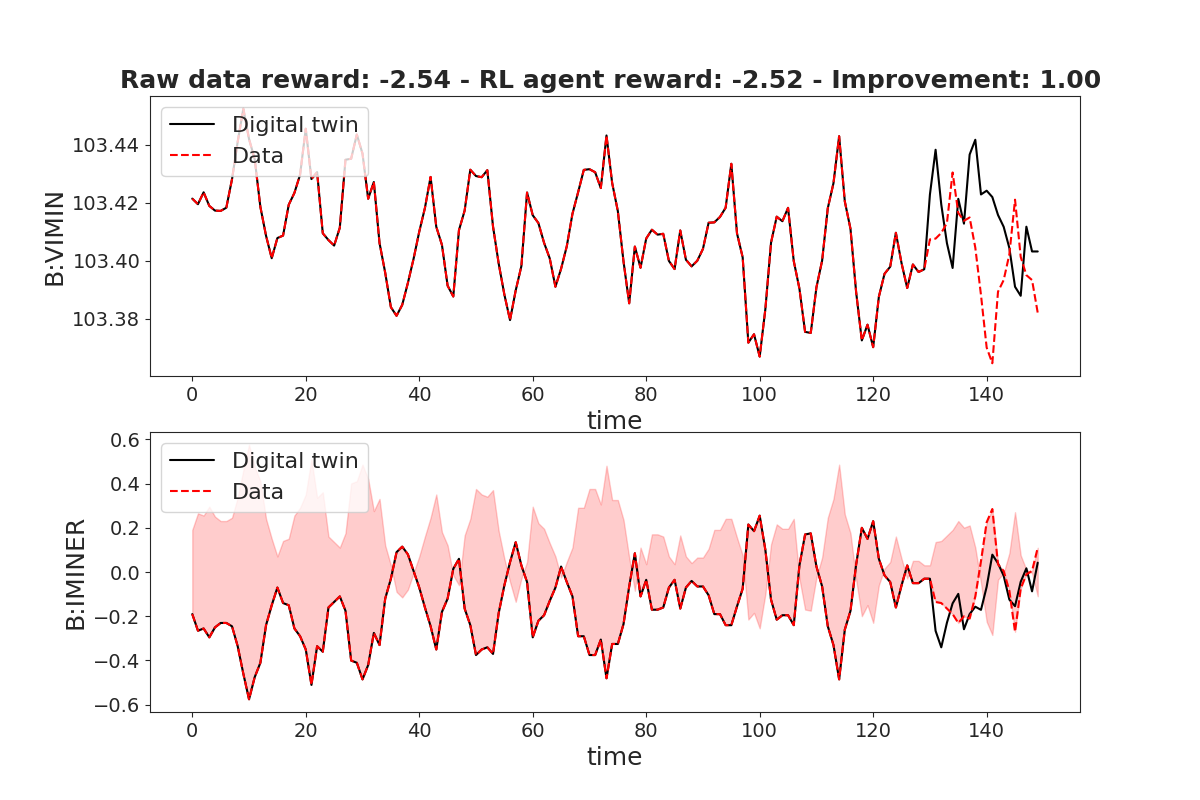 Raw data reward: -2.54 - RL agent reward: -2.52 - Improvement: 1.00
Digital twin
Data
103.44
103.42
103.40
103.38
B:VIMIN
0 20 40 60 80 100 120 140
time
Digital twin
Data
0.6
0.4
0.2
0.0
−0.2
−0.4
−0.6
B:IMINER
0 20 40 60 80 100 120 140
time